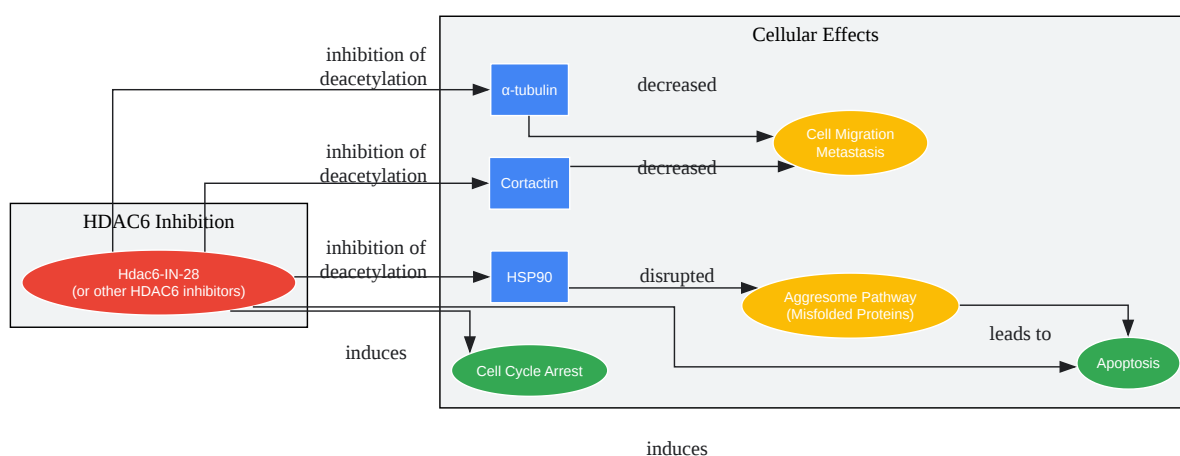 Cellular Effects
inhibition of
deacetylation
α-tubulin
decreased
Cell Migration
Metastasis
inhibition of
deacetylation
Cortactin
decreased
HDAC6 Inhibition
Hdac6-IN-28
(or other HDAC6 inhibitors)
inhibition of
deacetylation
HSP90
disrupted
Aggresome Pathway
(Misfolded Proteins)
leads to
induces
Cell Cycle Arrest
Apoptosis
induces